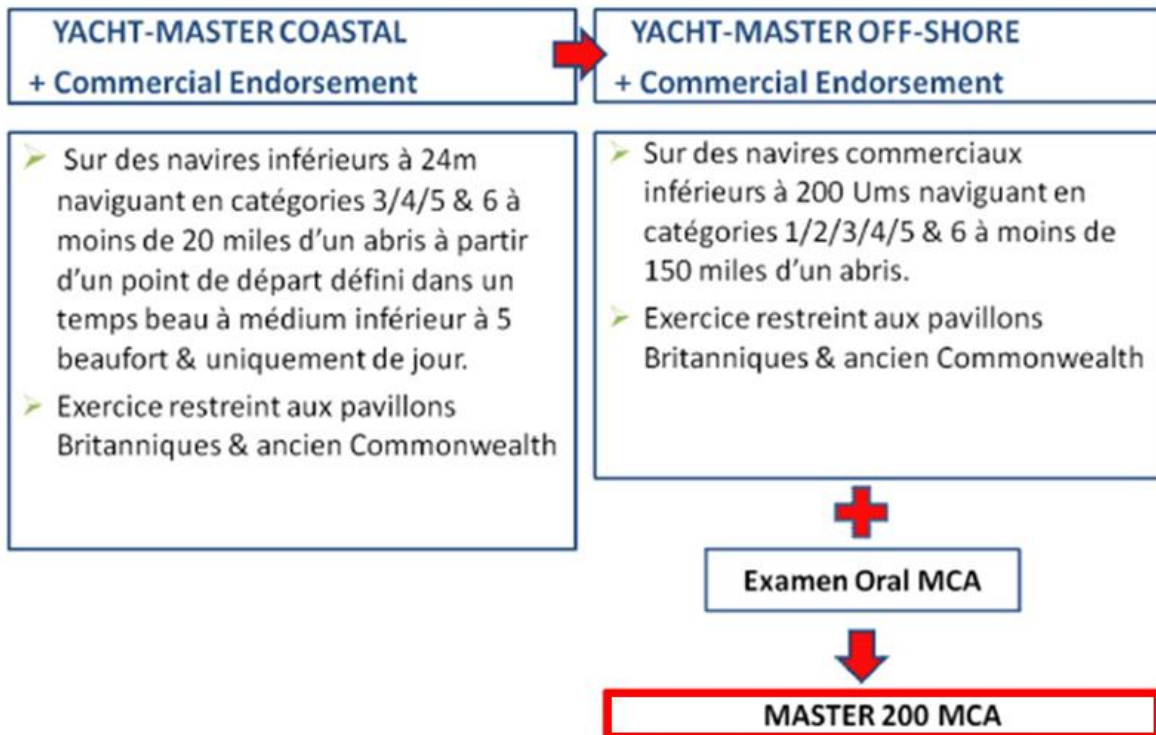 YACHT-MASTER COASTAL
+ Commercial Endorsement
YACHT-MASTER OFF-SHORE
+ Commercial Endorsement
Sur des navires inférieurs à 24m
naviguant en catégories 3/4/5 & 6 à
moins de 20 miles d'un abris à partir
d'un point de départ défini dans un
temps beau à médium inférieur à 5
beaufort & uniquement de jour.
Exercice restreint aux pavillons
Britanniques & ancien Commonwealth
Sur des navires commerciaux
inférieurs à 200 Ums naviguant en
catégories 1/2/3/4/5 & 6 à moins de
150 miles d'un abris.
Exercice restreint aux pavillons
Britanniques & ancien Commonwealth
Examen Oral MCA
MASTER 200 MCA